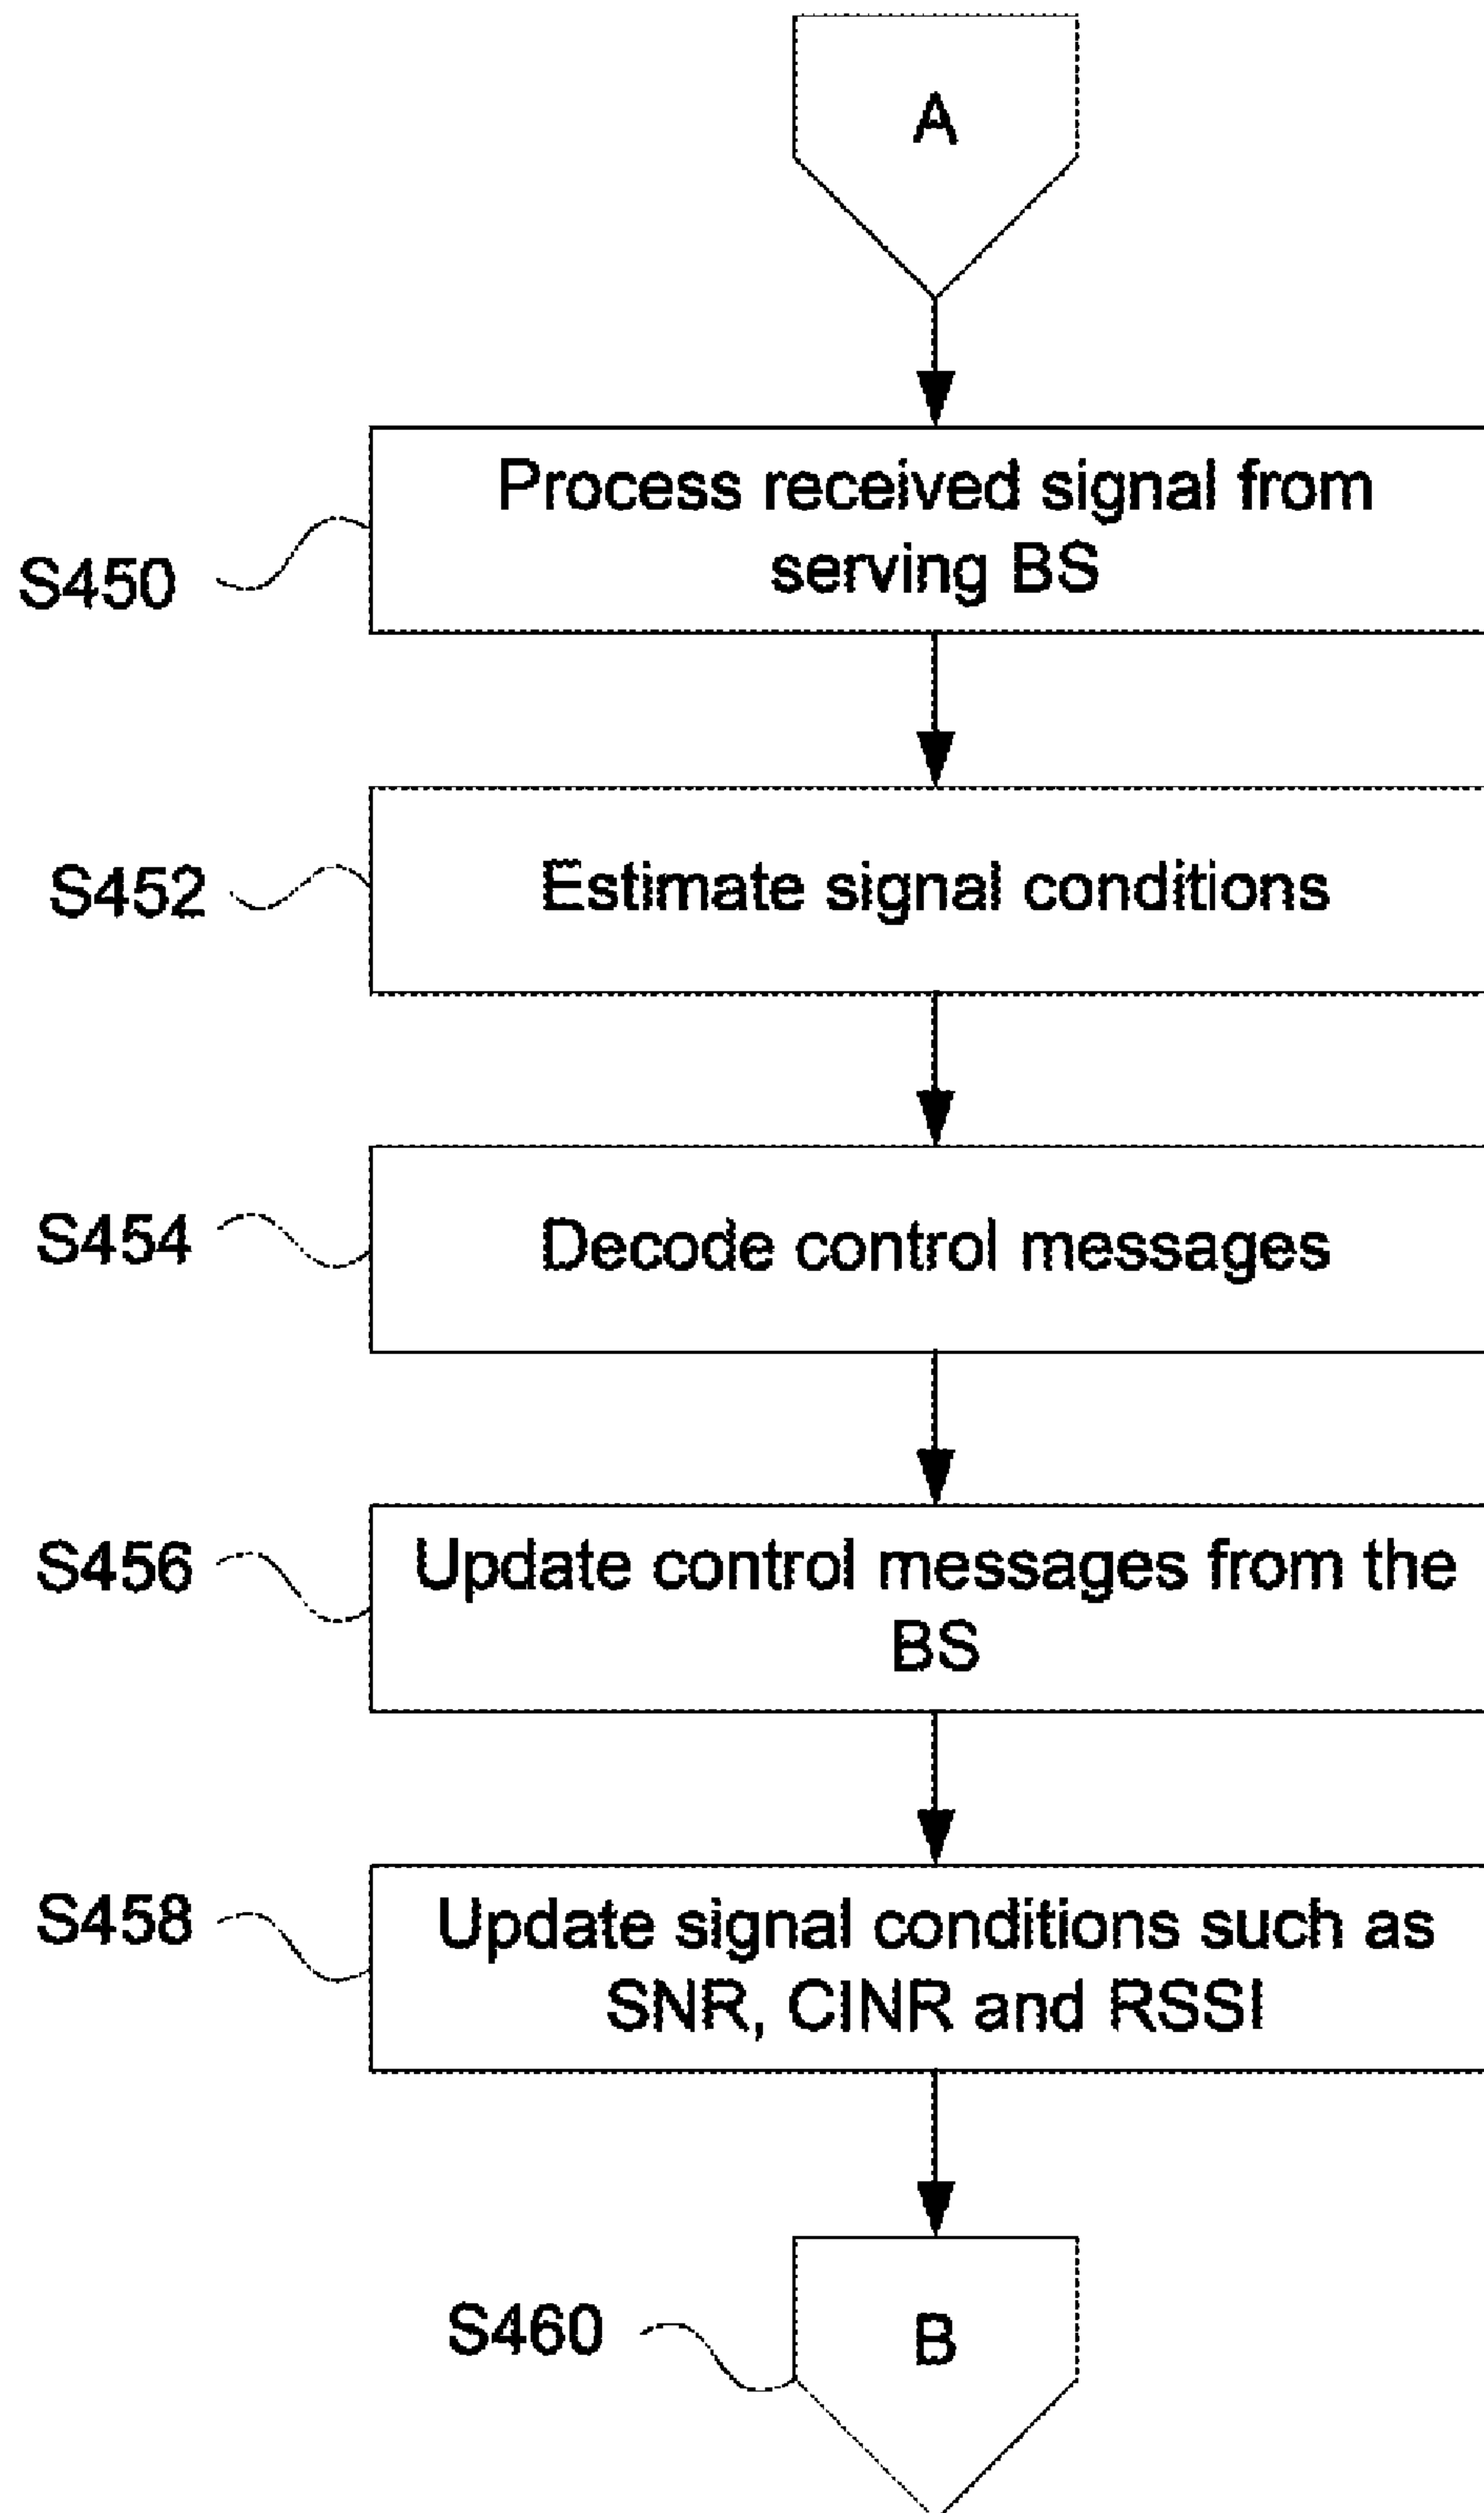 A
Process received signal from
serving BS
S450
Estimate signal conditions
S452
Decode control messages
S454
Update control messages from the
BS
S456
Update signal conditions such as
SNR, CINR and RSSI
S458
B
S460